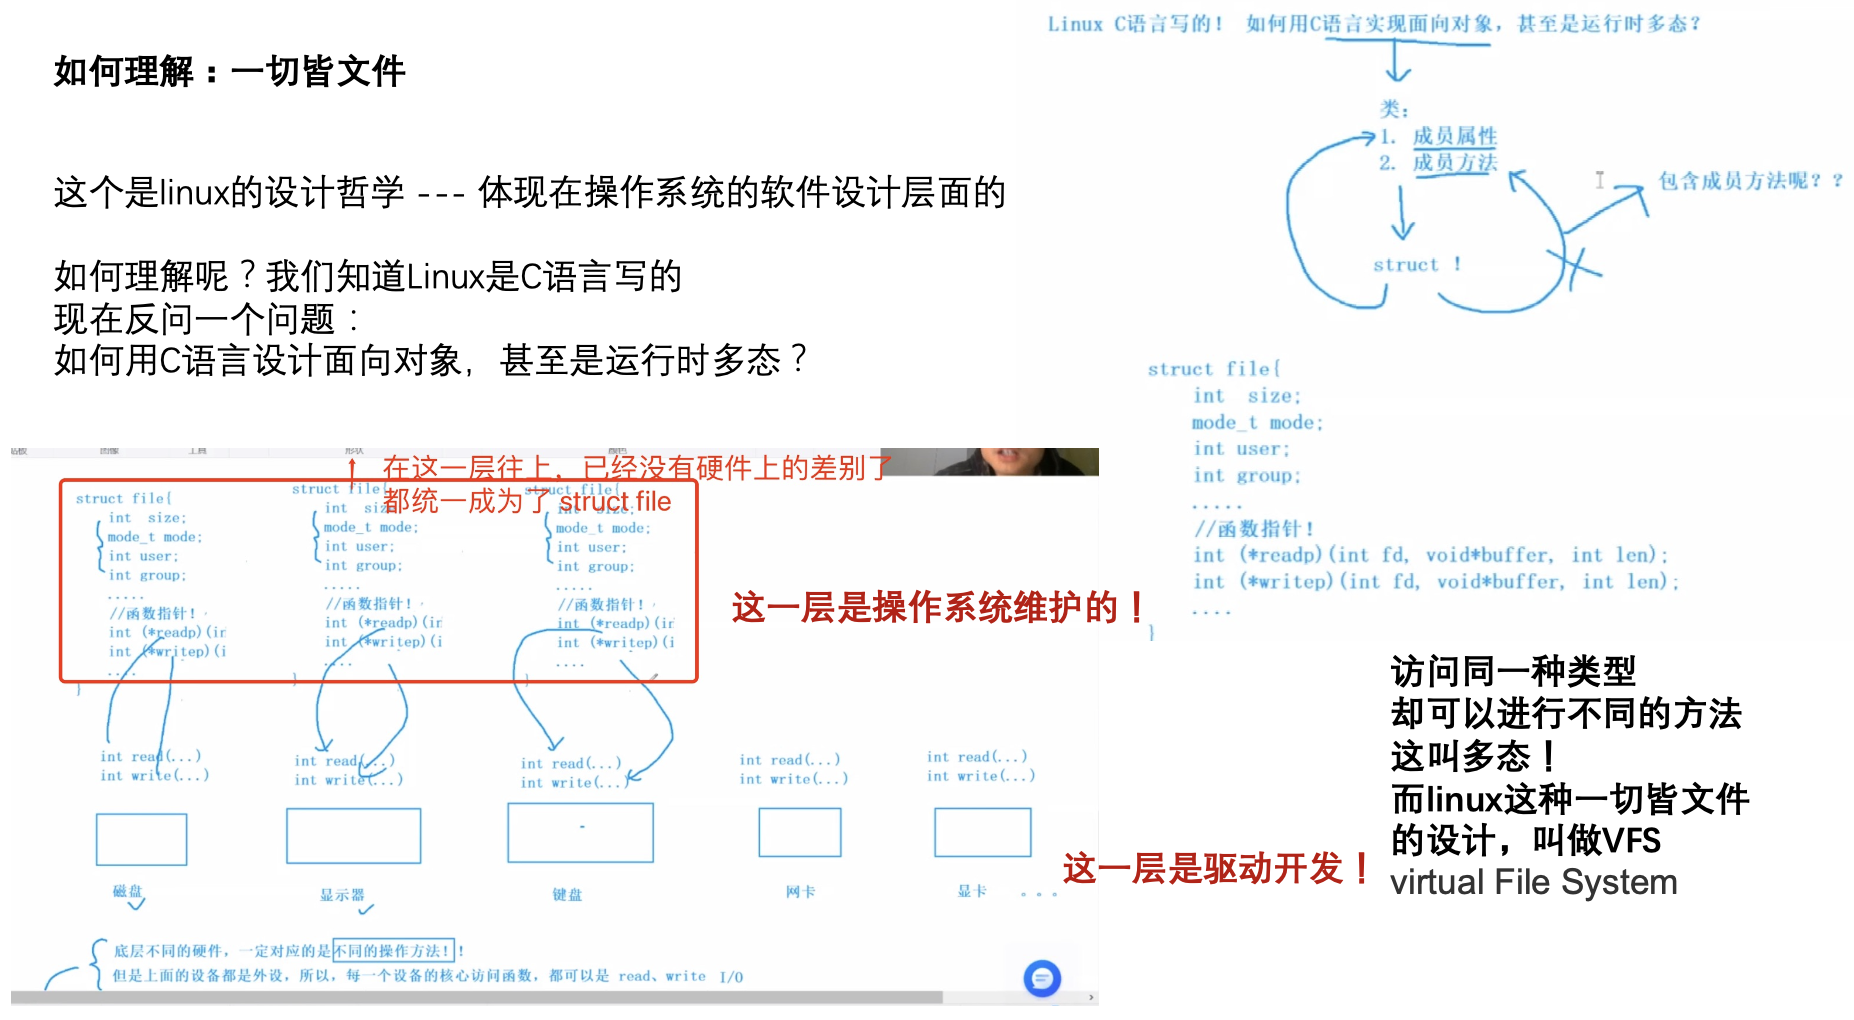 如何理解：一切皆文件
这个是linux的设计哲学 --- 体现在操作系统的软件设计层面的
如何理解呢？我们知道Linux是C语言写的
现在反问一个问题：
如何用C语言设计面向对象，甚至是运行时多态？
Linux C语言写的！ 如何用C语言实现面向对象，甚至是运行时多态？
类：
1. 成员属性
2. 成员方法
包含成员方法呢？？
struct ！
struct file{
int size;
mode_t mode;
int user;
int group;
.....
//函数指针！
int (*readp)(int fd, void*buffer, int len);
int (*writep)(int fd, void*buffer, int len);
....
}
图像
工具
形状
颜色
在这一层往上，已经没有硬件上的差别了
都统一成为了 struct file
struct file{
int size;
mode_t mode;
int user;
int group;
.....
//函数指针！
int (*readp)(in
int (*writep)(i
....
}
struct file{
int size
mode_t mode;
int user;
int group;
.....
//函数指针！
int (*readp)(in
int (*writep)(i
....
}
struct file{
int size;
mode_t mode;
int user;
int group;
.....
//函数指针！
int (*readp)(in
int (*writep)(i
....
}
这一层是操作系统维护的！
int read(...)
int write(...)
int read(...)
int write(...)
int read(...)
int write(...)
int read(...)
int write(...)
int read(...)
int write(...)
磁盘
显示器
键盘
网卡
显卡
。。。
这一层是驱动开发！
底层不同的硬件，一定对应的是不同的操作方法！！
但是上面的设备都是外设，所以，每一个设备的核心访问函数，都可以是 read、write I/O
访问同一种类型
却可以进行不同的方法
这叫多态！
而linux这种一切皆文件
的设计，叫做VFS
virtual File System